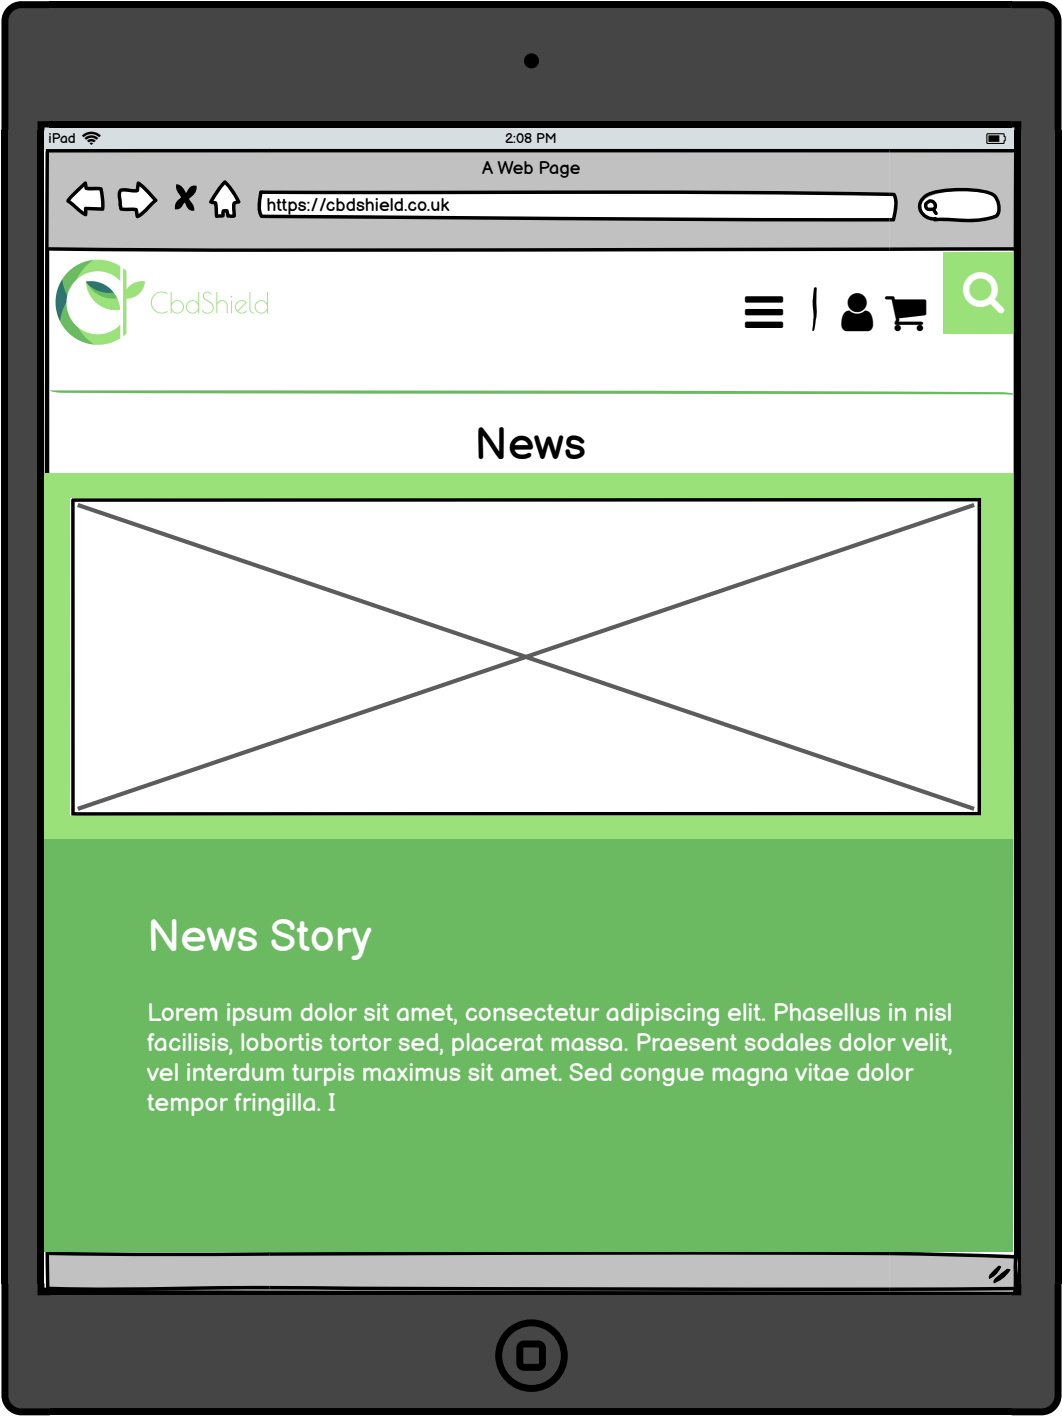 iPad
2:08 PM
A Web Page
https://cbdshield.co.uk
CbdShield
News
News Story
Lorem ipsum dolor sit amet, consectetur adipiscing elit. Phasellus in nisl
facilisis, lobortis tortor sed, placerat massa. Praesent sodales dolor velit,
vel interdum turpis maximus sit amet. Sed congue magna vitae dolor
tempor fringilla. I